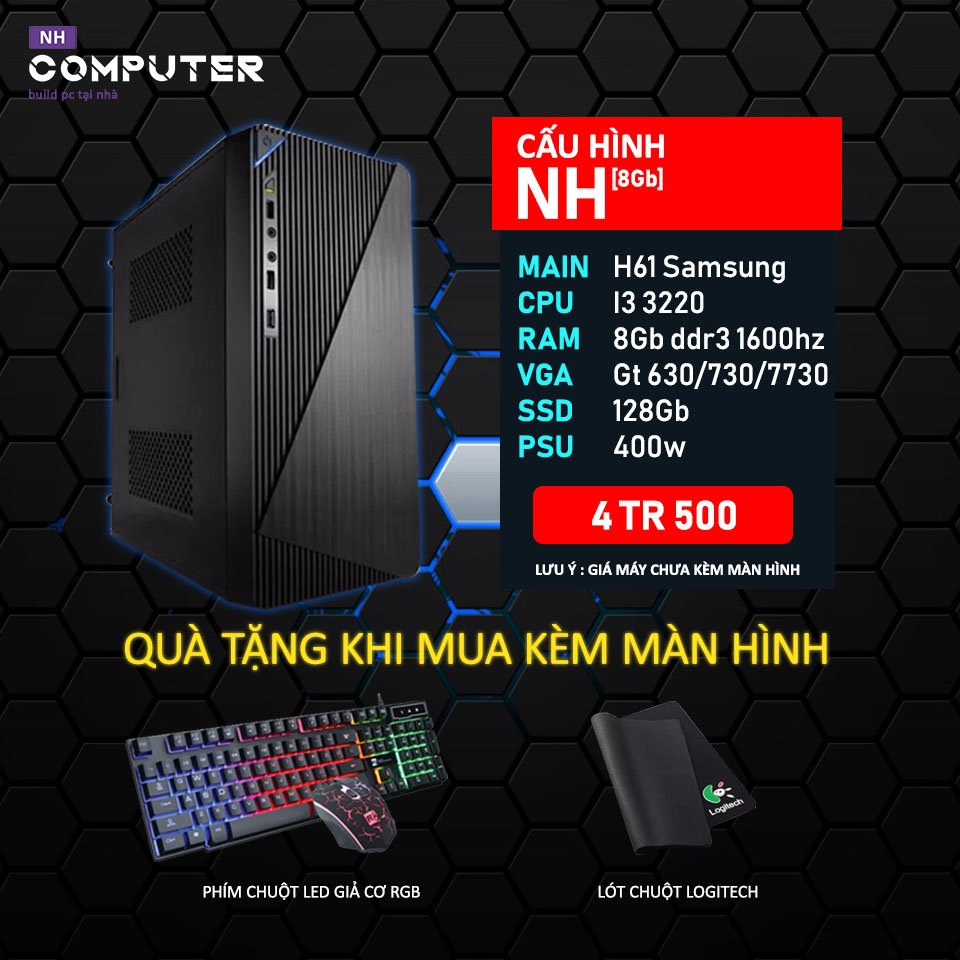 NH
COMPUTER
build pc tại nhà
CẤU HÌNH
NH [8Gb]
MAIN H61 Samsung
CPU I3 3220
RAM 8Gb ddr3 1600hz
VGA Gt 630/730/7730
SSD 128Gb
PSU 400w
4 TR 500
LƯU Ý : GIÁ MÁY CHƯA KÈM MÀN HÌNH
QUÀ TẶNG KHI MUA KÈM MÀN HÌNH
Logitech
PHÍM CHUỘT LED GIẢ CƠ RGB
LÓT CHUỘT LOGITECH